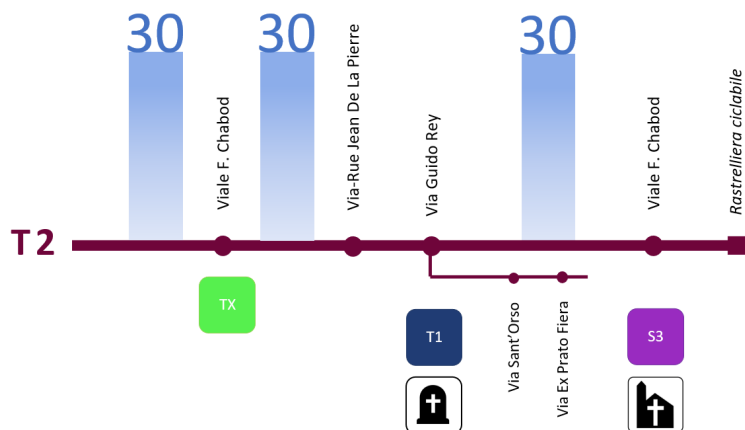 30
30
30
Viale F. Chabod
Via-Rue Jean De La Pierre
Via Guido Rey
Viale F. Chabod
Rastrelliera ciclabile
T2
TX
T1
Via Sant'Orso
Via Ex Prato Fiera
S3